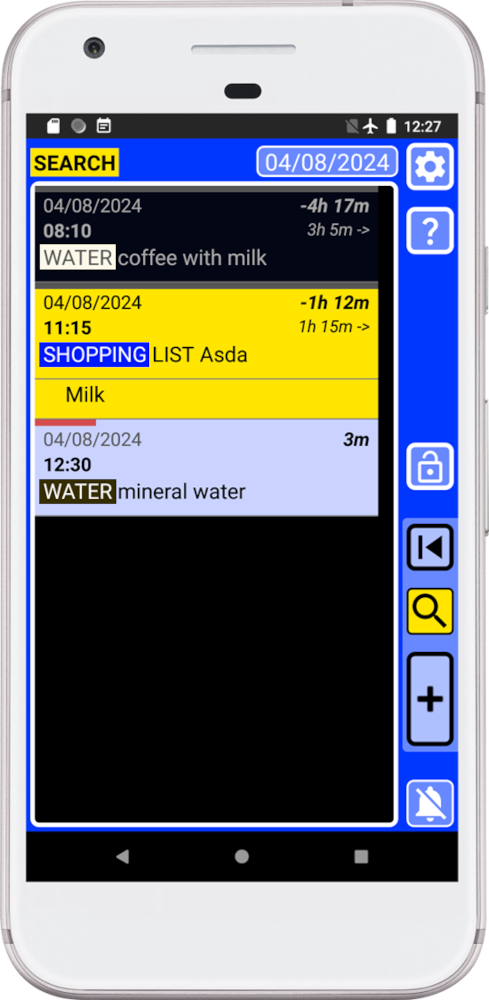 12:27
SEARCH
04/08/2024
?
04/08/2024 -4h 17m
08:10 3h 5m ->
WATER coffee with milk
04/08/2024 -1h 12m
11:15 1h 15m ->
SHOPPING LIST Asda
Milk
04/08/2024 3m
12:30
WATER mineral water
+